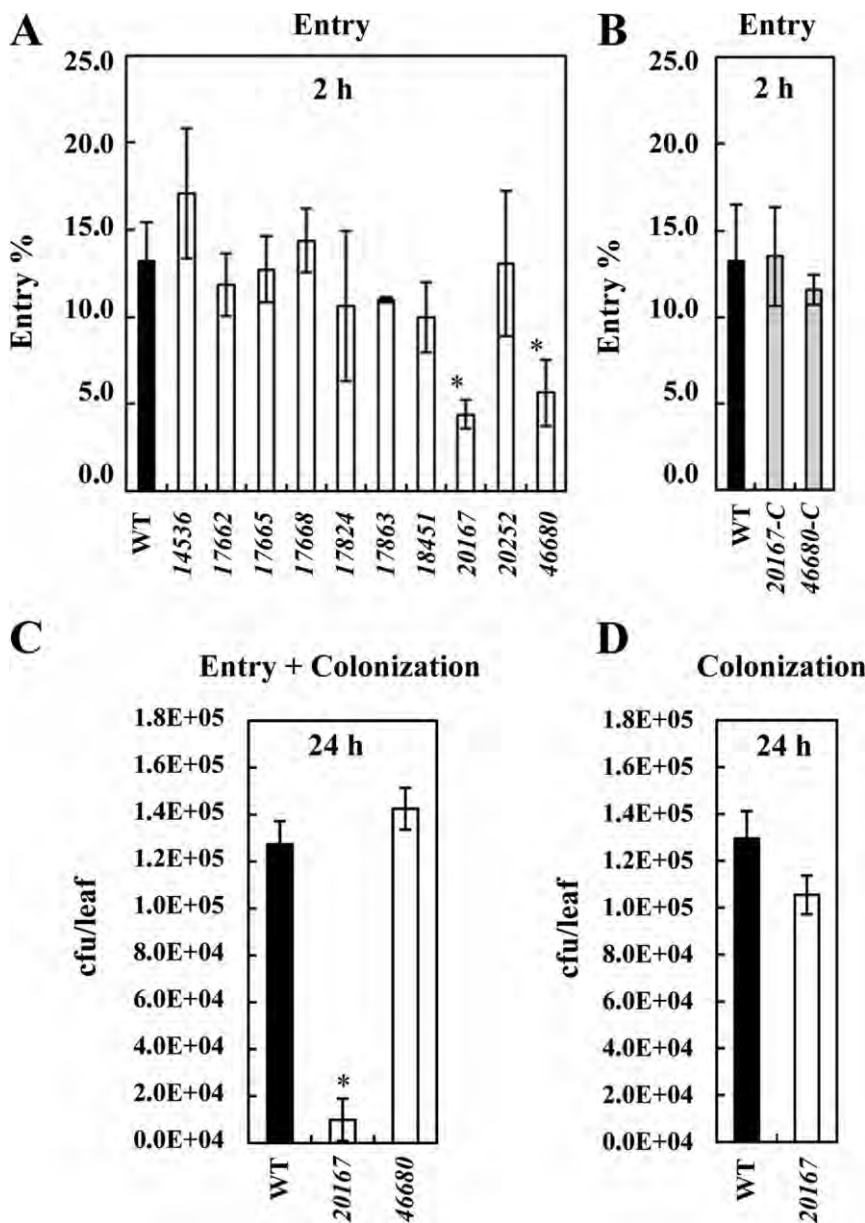 A
Entry
25.0
20.0
15.0
10.0
5.0
0.0
Entry %
2 h
*
*
WT
14536
17662
17665
17668
17824
17863
18451
20167
20252
46680
B
Entry
25.0
20.0
15.0
10.0
5.0
0.0
Entry %
2 h
WT
20167-C
46680-C
C
Entry + Colonization
1.8E+05
1.6E+05
1.4E+05
1.2E+05
1.0E+05
8.0E+04
6.0E+04
4.0E+04
2.0E+04
0.0E+04
cfu/leaf
24 h
*
WT
20167
46680
D
Colonization
1.8E+05
1.6E+05
1.4E+05
1.2E+05
1.0E+05
8.0E+04
6.0E+04
4.0E+04
2.0E+04
0.0E+04
cfu/leaf
24 h
WT
20167